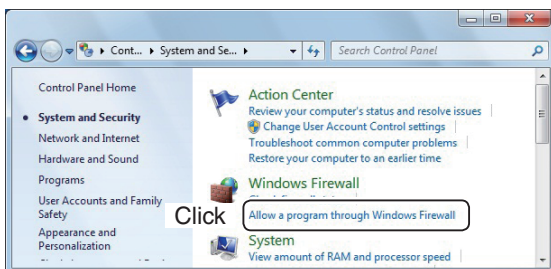 Cont... ▸ System and Se... ▸
Search Control Panel
Control Panel Home
System and Security
Network and Internet
Hardware and Sound
Programs
User Accounts and Family
Safety
Appearance and
Personalization
Action Center
Review your computer's status and resolve issues
Change User Account Control settings
Troubleshoot common computer problems
Restore your computer to an earlier time
Windows Firewall
Click
Allow a program through Windows Firewall
System
View amount of RAM and processor speed